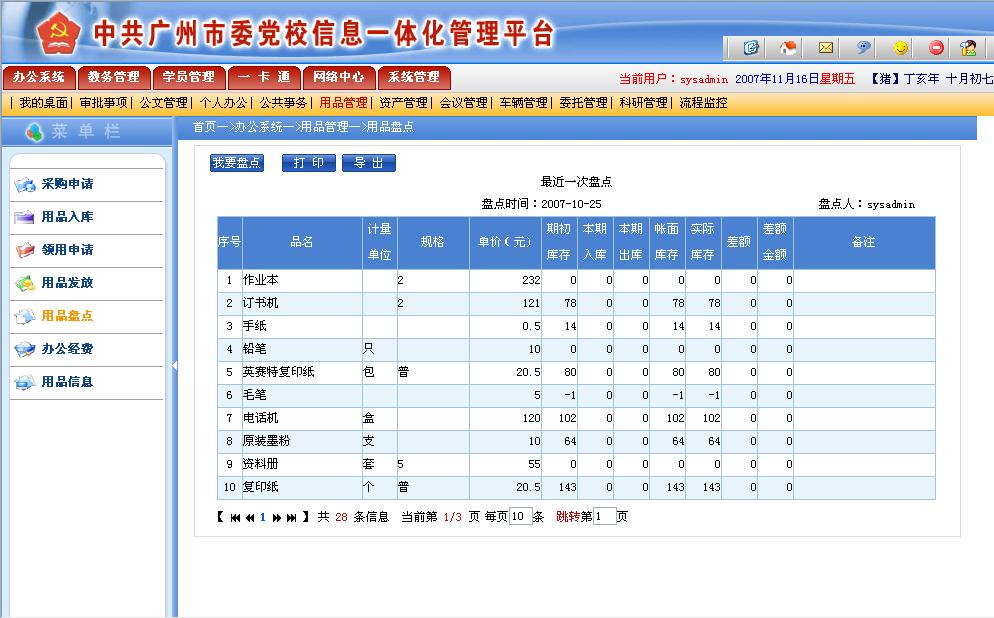 中共广州市委党校信息一体化管理平台
办公系统 教务管理 学员管理 一 卡 通 网络中心 系统管理
当前用户：sysadmin 2007年11月16日星期五 【猪】丁亥年 十月初七
| 我的桌面| 审批事项| 公文管理| 个人办公| 公共事务| 用品管理| 资产管理| 会议管理| 车辆管理| 委托管理| 科研管理| 流程监控
菜 单 栏
首页一>办公系统一>用品管理一>用品盘点
采购申请
用品入库
领用申请
用品发放
用品盘点
办公经费
用品信息
我要盘点 打 印 导 出
最近一次盘点
盘点时间：2007-10-25 盘点人：sysadmin
序号 品名 计量单位 规格 单价（元） 期初库存 本期入库 本期出库 帐面库存 实际库存 差额 差额金额 备注
1 作业本 2 232 0 0 0 0 0 0 0
2 订书机 2 121 78 0 0 78 78 0 0
3 手纸 0.5 14 0 0 14 14 0 0
4 铅笔 只 10 0 0 0 0 0 0 0
5 英赛特复印纸 包 普 20.5 80 0 0 80 80 0 0
6 毛笔 5 -1 0 0 -1 -1 0 0
7 电话机 盒 120 102 0 0 102 102 0 0
8 原装墨粉 支 10 64 0 0 64 64 0 0
9 资料册 套 5 55 0 0 0 0 0 0 0
10 复印纸 个 普 20.5 143 0 0 143 143 0 0
【 1 】 共 28 条信息 当前第 1/3 页 每页10条 跳转第1页